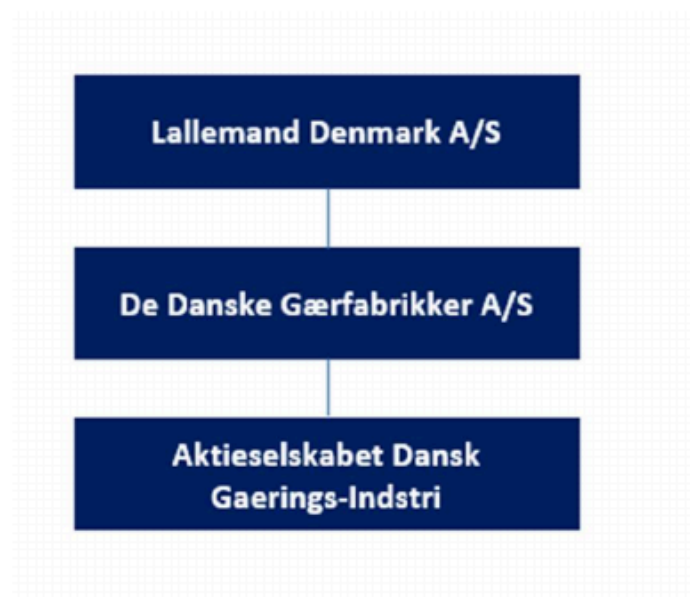 Lallemand Denmark A/S
De Danske Gærfabrikker A/S
Aktieselskabet Dansk
Gaerings-Indstri